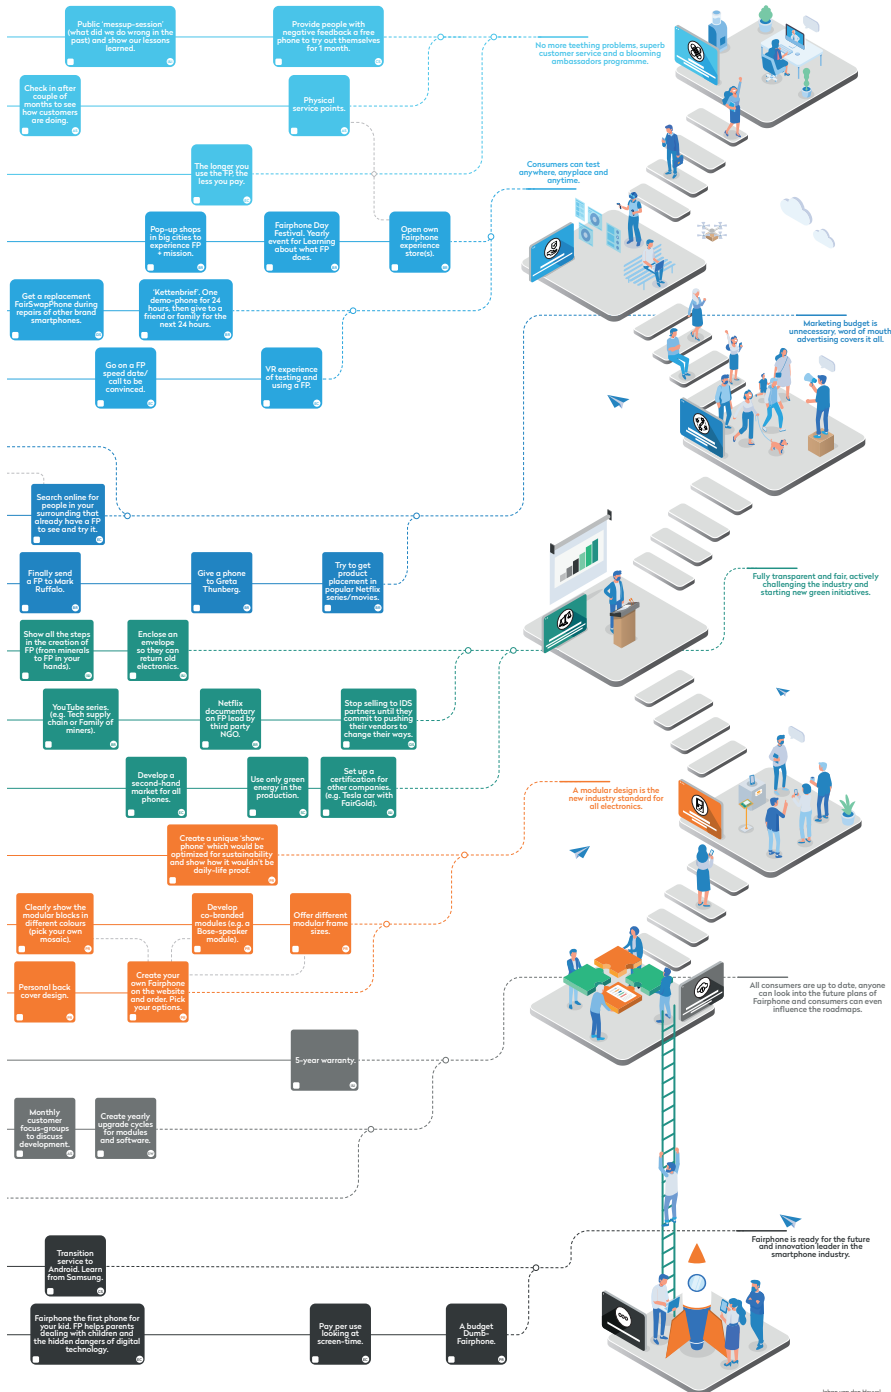 Public 'messup-session'
(what did we do wrong in the
past) and show our lessons
learned.
Provide people with
negative feedback a free
phone to try out themselves
for 1 month.
No more teething problems, superb
customer service and a blooming
ambassadors programme.
Check in after
couple of
months to see
how customers
are doing.
Physical
service points.
The longer you
use the FP, the
less you pay.
Consumers can test
anywhere, anyplace and
anytime.
Pop-up shops
in big cities to
experience FP
+ mission.
Fairphone Day
Festival. Yearly
event for Learning
about what FP
does.
Open own
Fairphone
experience
store(s).
Get a replacement
FairSwapPhone during
repairs of other brand
smartphones.
'Kettenbrief'. One
demo-phone for 24
hours, then give to a
friend or family for the
next 24 hours.
Marketing budget is
unnecessary, word of mouth
advertising covers it all.
Go on a FP
speed date/
call to be
convinced.
VR experience
of testing and
using a FP.
Search online for
people in your
surrounding that
already have a FP
to see and try it.
Finally send
a FP to Mark
Ruffalo.
Give a phone
to Greta
Thunberg.
Try to get
product
placement in
popular Netflix
series/movies.
Fully transparent and fair, actively
challenging the industry and
starting new green initiatives.
Show all the steps
in the creation of
FP (from minerals
to FP in your
hands).
Enclose an
envelope
so they can
return old
electronics.
YouTube series.
(e.g. Tech supply
chain or Family of
miners).
Netflix
documentary
on FP lead by
third party
NGO.
Stop selling to IDS
partners until they
commit to pushing
their vendors to
change their ways.
Develop a
second-hand
market for all
phones.
Use only green
energy in the
production.
Set up a
certification for
other companies.
(e.g. Tesla car with
FairGold).
A modular design is the
new industry standard for
all electronics.
Create a unique 'show-
phone' which would be
optimized for sustainability
and show how it wouldn't be
daily-life proof.
Clearly show the
modular blocks in
different colours
(pick your own
mosaic).
Develop
co-branded
modules (e.g. a
Bose-speaker
module).
Offer different
modular frame
sizes.
Personal back
cover design.
Create your
own Fairphone
on the website
and order. Pick
your options.
All consumers are up to date, anyone
can look into the future plans of
Fairphone and consumers can even
influence the roadmaps.
5-year warranty.
Monthly
customer
focus-groups
to discuss
development.
Create yearly
upgrade cycles
for modules
and software.
Fairphone is ready for the future
and innovation leader in the
smartphone industry.
Transition
service to
Android. Learn
from Samsung.
Fairphone the first phone for
your kid. FP helps parents
dealing with children and
the hidden dangers of digital
technology.
Pay per use
looking at
screen-time.
A budget
Dumb-
Fairphone.